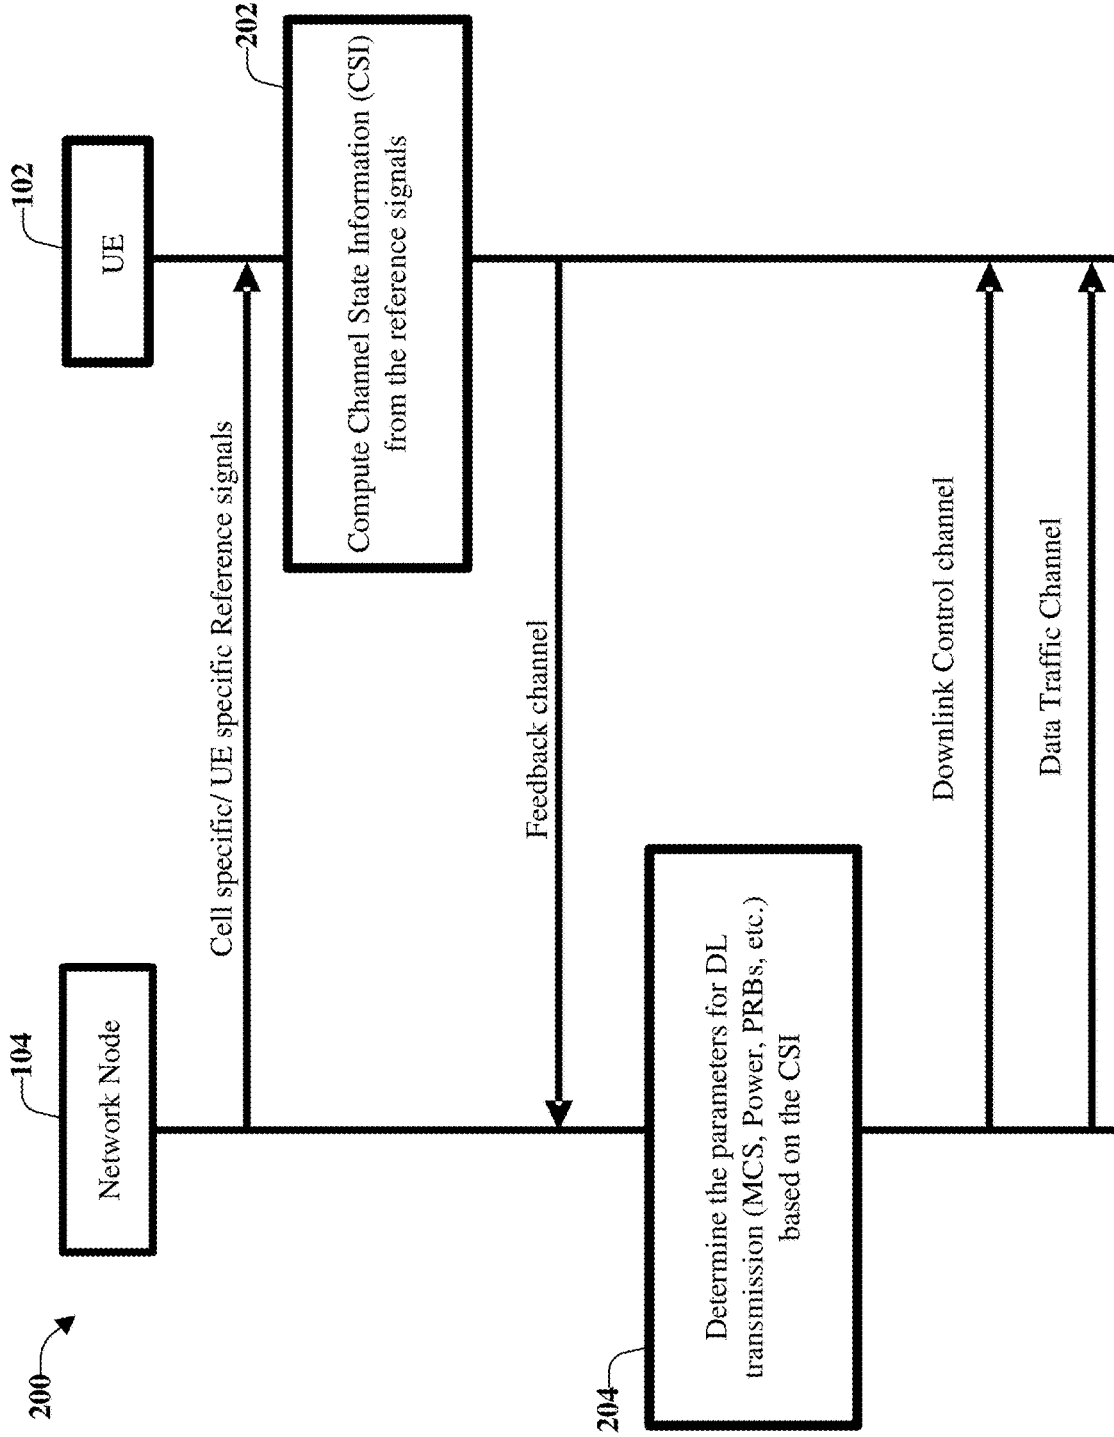 200
104
Network Node
102
UE
Cell specific/ UE specific Reference signals
202
Compute Channel State Information (CSI)
from the reference signals
Feedback channel
204
Determine the parameters for DL
transmission (MCS, Power, PRBs, etc.)
based on the CSI
Downlink Control channel
Data Traffic Channel